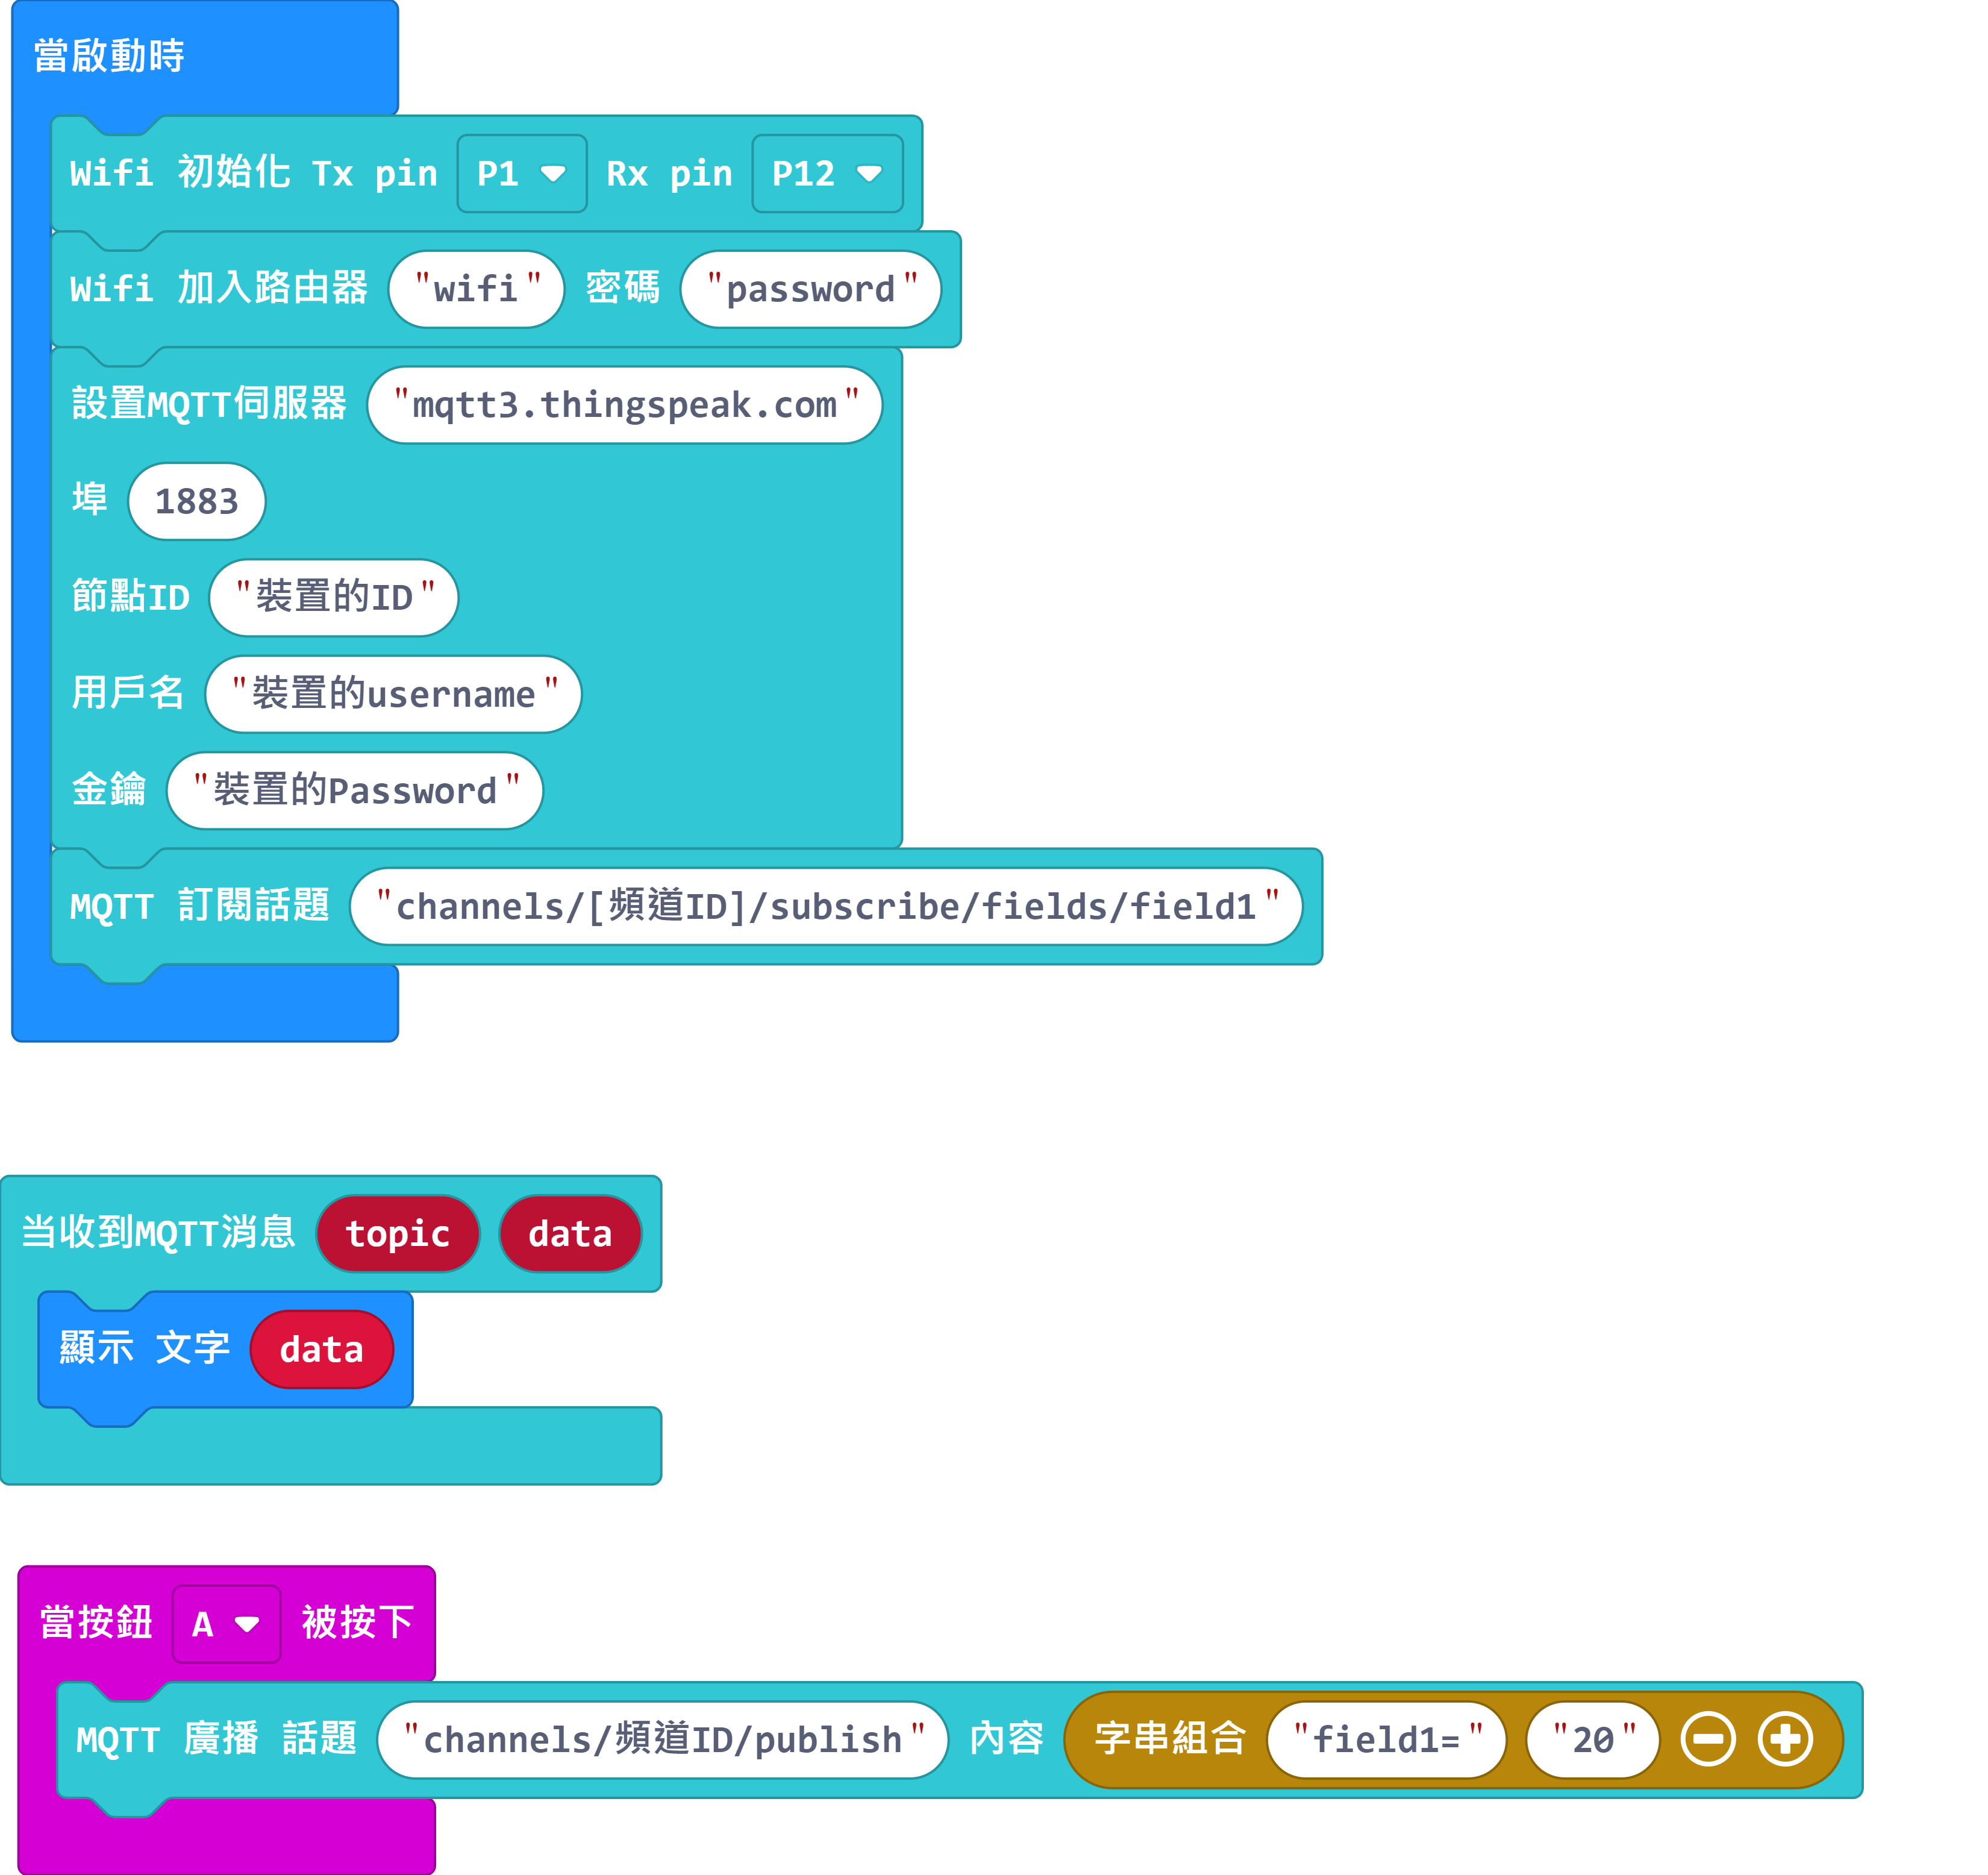 當啟動時
Wifi 初始化 Tx pin P1 Rx pin P12
Wifi 加入路由器 "wifi" 密碼 "password"
設置MQTT伺服器 "mqtt3.thingspeak.com"
埠 1883
節點ID "裝置的ID"
用戶名 "裝置的username"
金鑰 "裝置的Password"
MQTT 訂閱話題 "channels/[頻道ID]/subscribe/fields/field1"
当收到MQTT消息 topic data
顯示 文字 data
當按鈕 A 被按下
MQTT 廣播 話題 "channels/頻道ID/publish" 內容 字串組合 "field1=" "20"